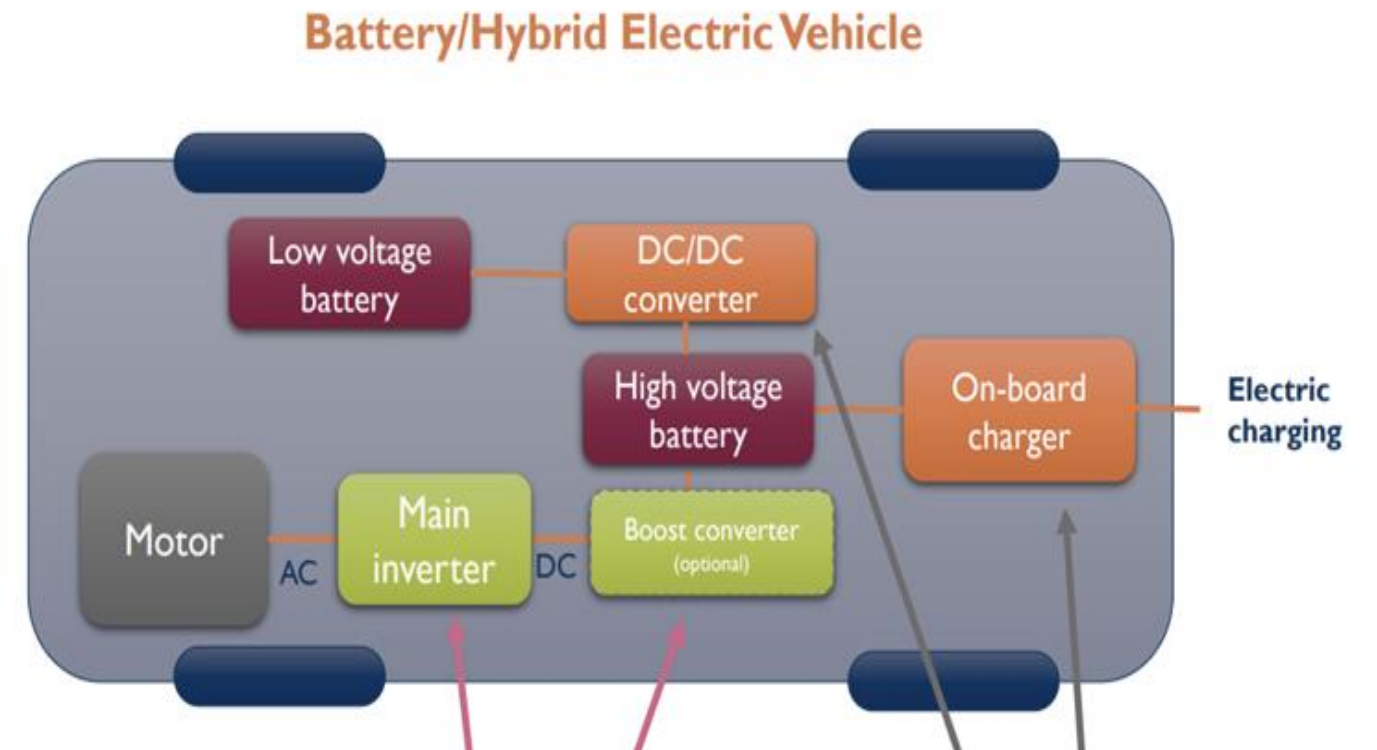 Battery/Hybrid Electric Vehicle
Low voltage
battery
DC/DC
converter
High voltage
battery
On-board
charger
Electric
charging
Motor
AC
Main
inverter
DC
Boost converter
(optional)